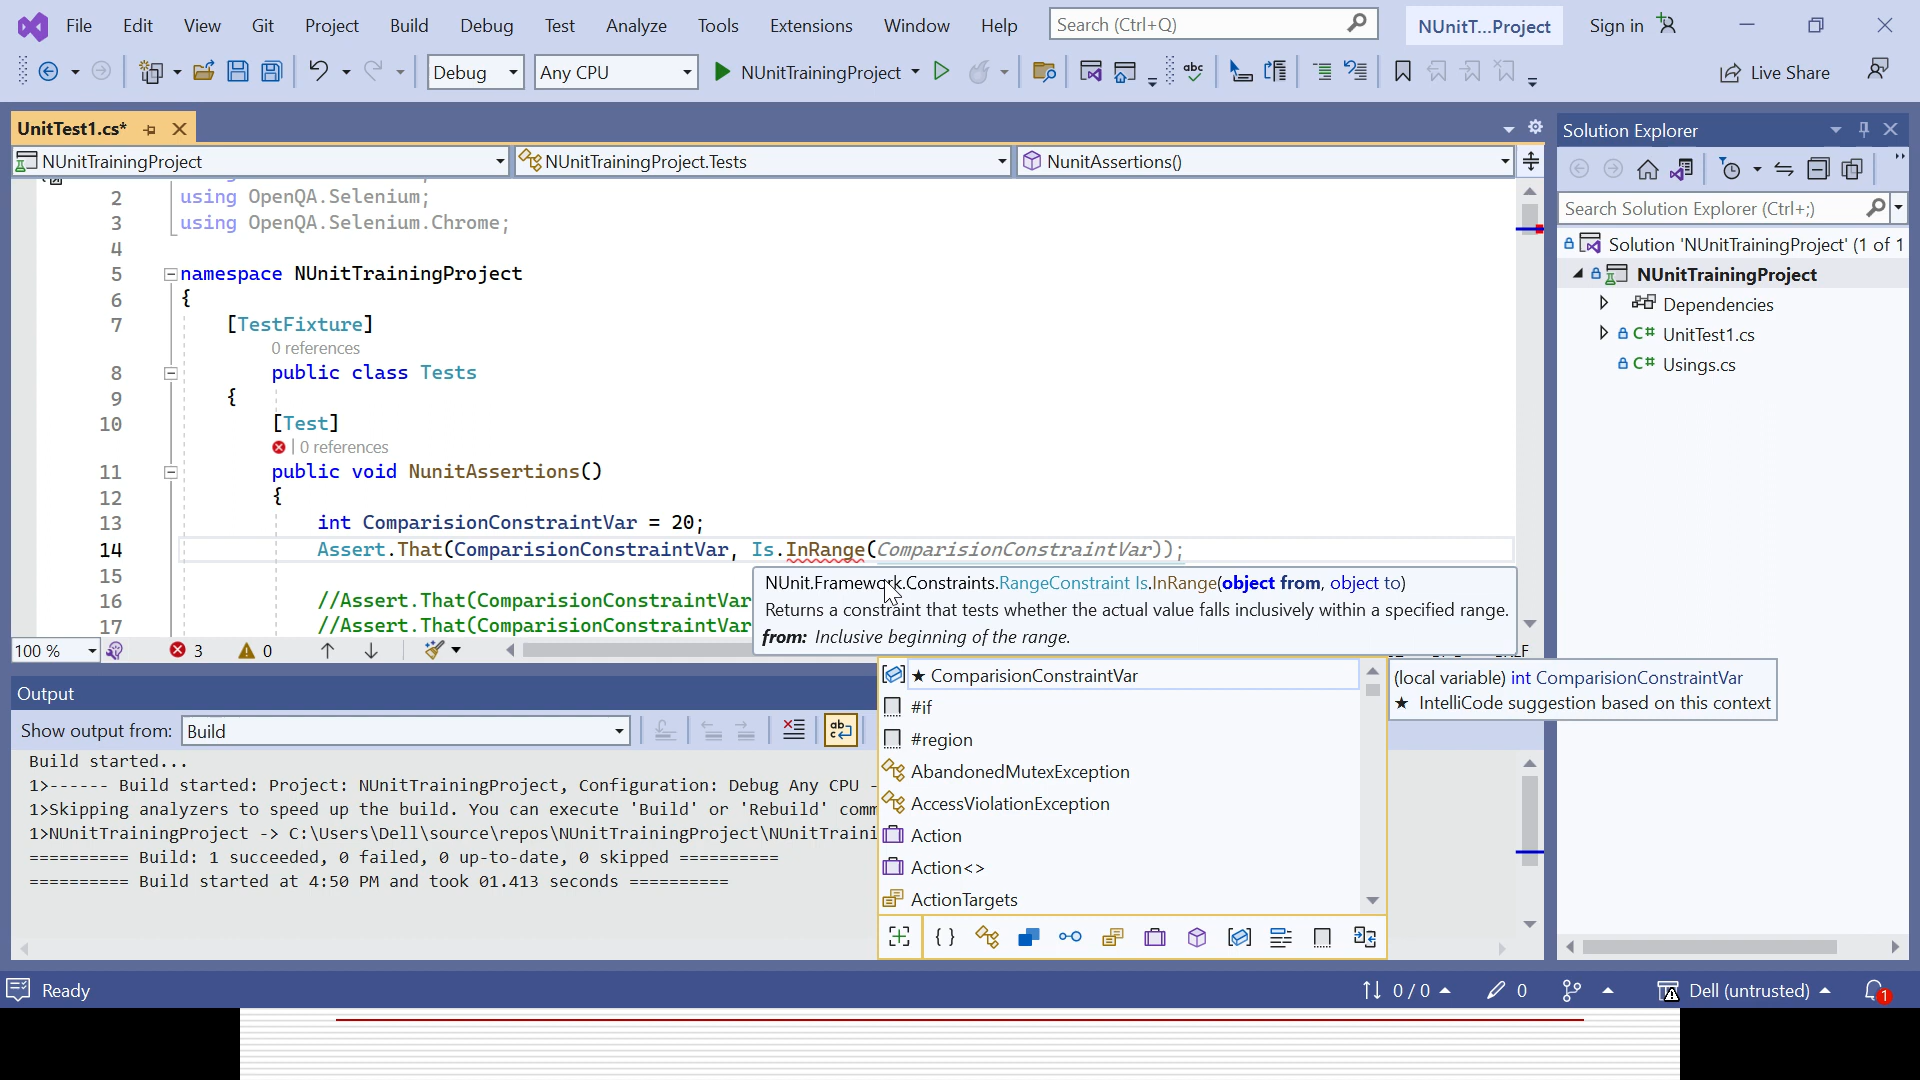 File Edit View Git Project Build Debug Test Analyze Tools Extensions Window Help Search (Ctrl+Q) NUnitT...Project Sign in
Debug Any CPU NUnitTrainingProject Live Share
UnitTest1.cs*
NUnitTrainingProject NUnitTrainingProject.Tests NunitAssertions()
2 using OpenQA.Selenium;
3 using OpenQA.Selenium.Chrome;
4
5 namespace NUnitTrainingProject
6 {
7 [TestFixture]
0 references
8 public class Tests
9 {
10 [Test]
0 references
11 public void NunitAssertions()
12 {
13 int ComparisionConstraintVar = 20;
14 Assert.That(ComparisionConstraintVar, Is.InRange(ComparisionConstraintVar));
15
16 //Assert.That(ComparisionConstraintVar
17 //Assert.That(ComparisionConstraintVar
NUnit.Framework.Constraints.RangeConstraint Is.InRange(object from, object to)
Returns a constraint that tests whether the actual value falls inclusively within a specified range.
from: Inclusive beginning of the range.
100 % 3 0
★ ComparisionConstraintVar
#if
#region
AbandonedMutexException
AccessViolationException
Action
Action<>
ActionTargets
(local variable) int ComparisionConstraintVar
★ IntelliCode suggestion based on this context
Output
Show output from: Build
Build started...
1>------ Build started: Project: NUnitTrainingProject, Configuration: Debug Any CPU -
1>Skipping analyzers to speed up the build. You can execute 'Build' or 'Rebuild' comm
1>NUnitTrainingProject -> C:\Users\Dell\source\repos\NUnitTrainingProject\NUnitTraini
========== Build: 1 succeeded, 0 failed, 0 up-to-date, 0 skipped ==========
========== Build started at 4:50 PM and took 01.413 seconds ==========
Solution Explorer
Search Solution Explorer (Ctrl+;)
Solution 'NUnitTrainingProject' (1 of 1
NUnitTrainingProject
Dependencies
C# UnitTest1.cs
C# Usings.cs
Ready 0 / 0 0 Dell (untrusted) 1